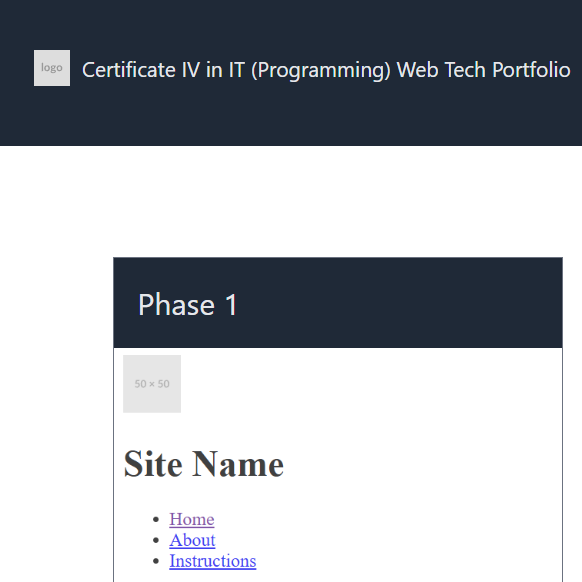 logo Certificate IV in IT (Programming) Web Tech Portfolio
Phase 1
50 × 50
Site Name
• Home
• About
• Instructions